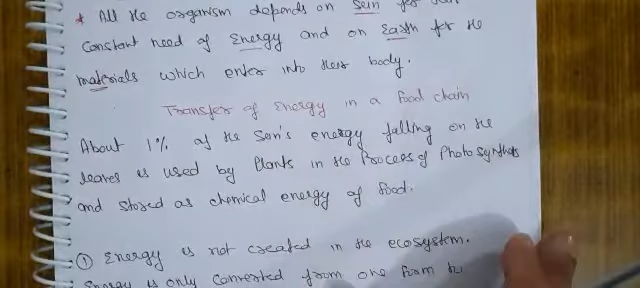 * All the organism depends on Sun for their
Constant need of Energy and on Earth for the
materials which enter into their body.
Transfer of Energy in a food chain
About 1% of the Sun's energy falling on the
leaves is used by Plants in the Process of Photosynthesis
and stored as chemical energy of food.
① Energy is not created in the ecosystem.
Energy is only converted from one form to